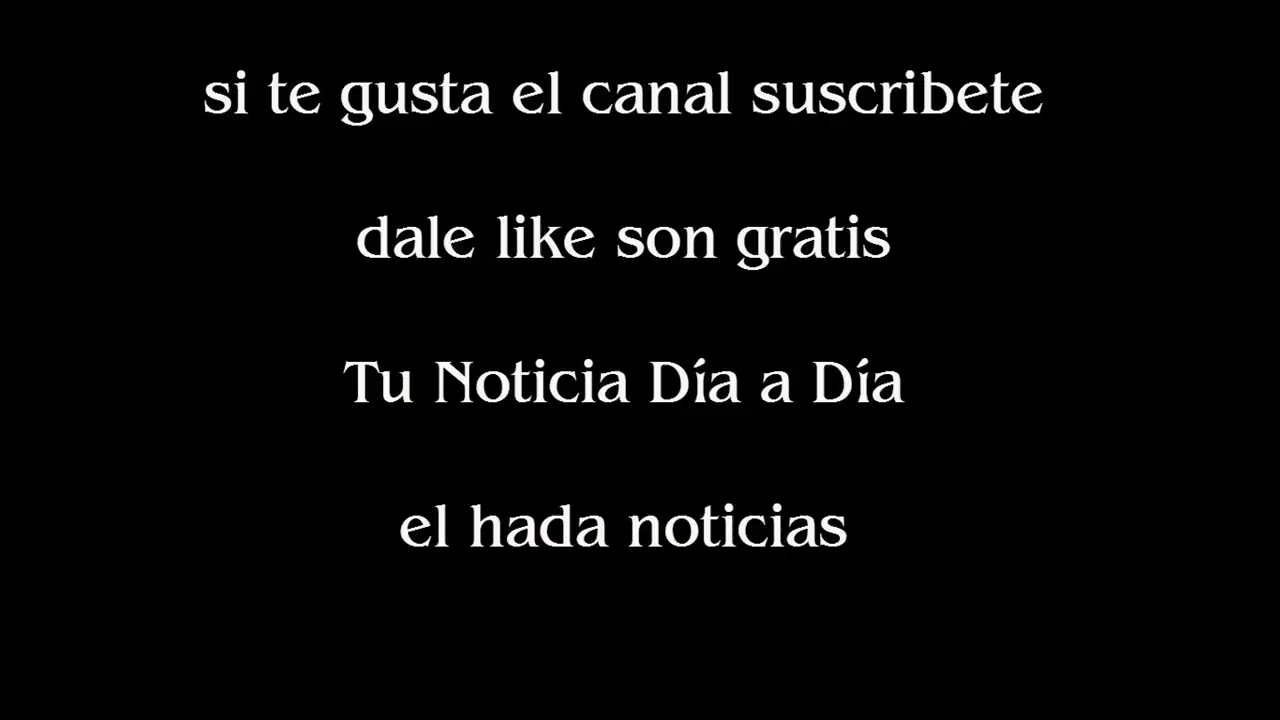 si te gusta el canal suscribete
dale like son gratis
Tu Noticia Día a Día
el hada noticias